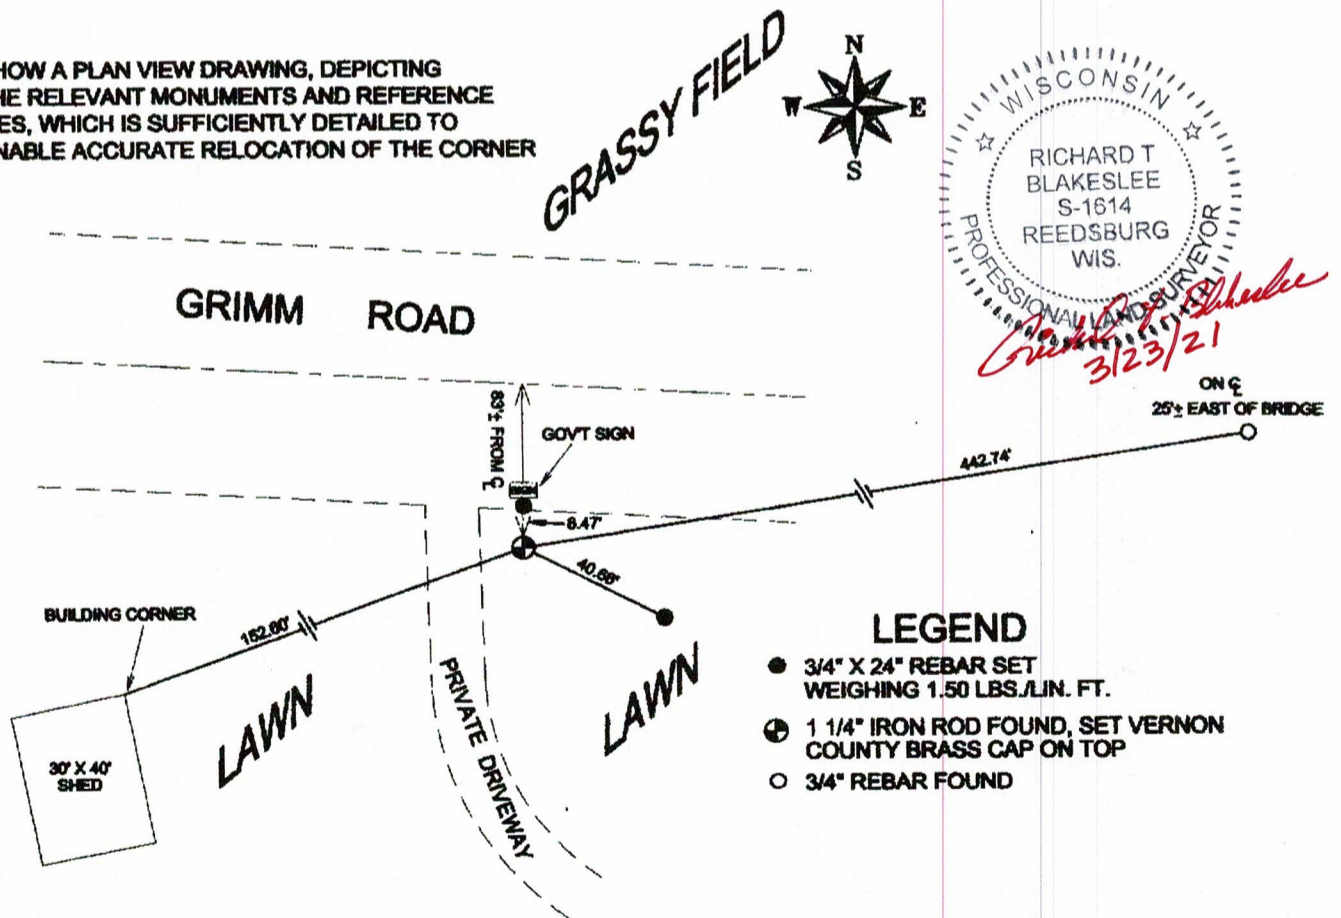 HOW A PLAN VIEW DRAWING, DEPICTING
HE RELEVANT MONUMENTS AND REFERENCE
ES, WHICH IS SUFFICIENTLY DETAILED TO
NABLE ACCURATE RELOCATION OF THE CORNER
GRASSY FIELD
N
W E
S
WISCONSIN
RICHARD T
BLAKESLEE
S-1614
REEDSBURG
WIS.
PROFESSIONAL LAND SURVEYOR
3/23/21
GRIMM ROAD
ON ℄
25'± EAST OF BRIDGE
83'± FROM ℄
GOV'T SIGN
442.74'
8.47'
40.66'
BUILDING CORNER
152.60'
LAWN
PRIVATE DRIVEWAY
LAWN
30' X 40'
SHED
LEGEND
3/4" X 24" REBAR SET
WEIGHING 1.50 LBS./LIN. FT.
1 1/4" IRON ROD FOUND, SET VERNON
COUNTY BRASS CAP ON TOP
3/4" REBAR FOUND